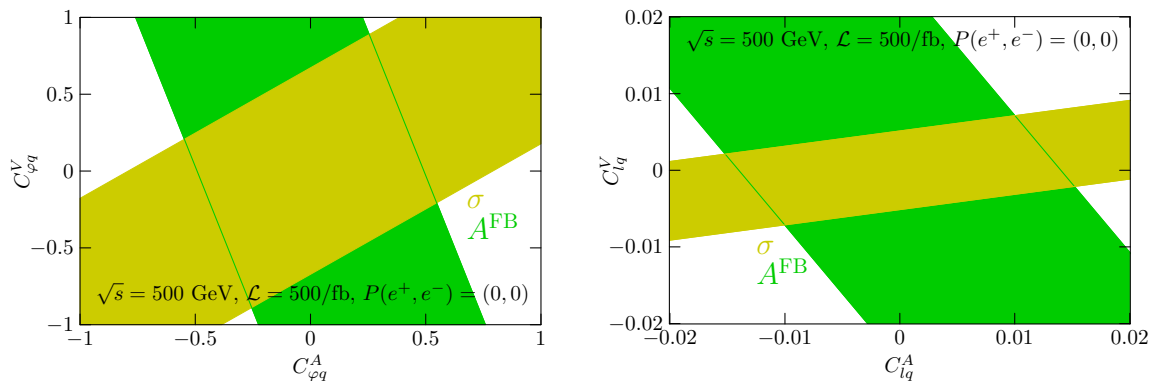 1
0.5
0
−0.5
−1
−1
−0.5
0
0.5
1
C^V_{φq}
C^A_{φq}
σ
A^{FB}
√s = 500 GeV, ℒ = 500/fb, P(e⁺, e⁻) = (0, 0)
0.02
0.01
0
−0.01
−0.02
−0.02
−0.01
0
0.01
0.02
C^V_{lq}
C^A_{lq}
√s = 500 GeV, ℒ = 500/fb, P(e⁺, e⁻) = (0, 0)
σ
A^{FB}